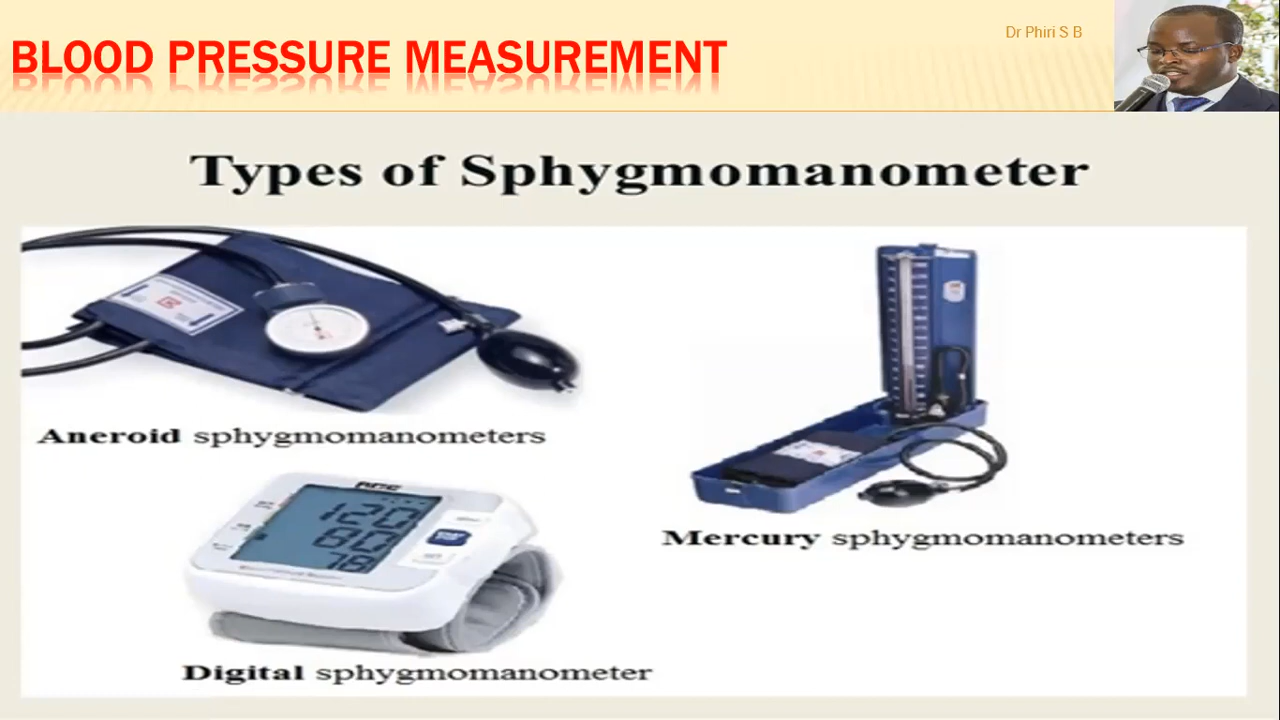 BLOOD PRESSURE MEASUREMENT
Dr Phiri S B
Types of Sphygmomanometer
Aneroid sphygmomanometers
Mercury sphygmomanometers
120
80
78
Digital sphygmomanometer